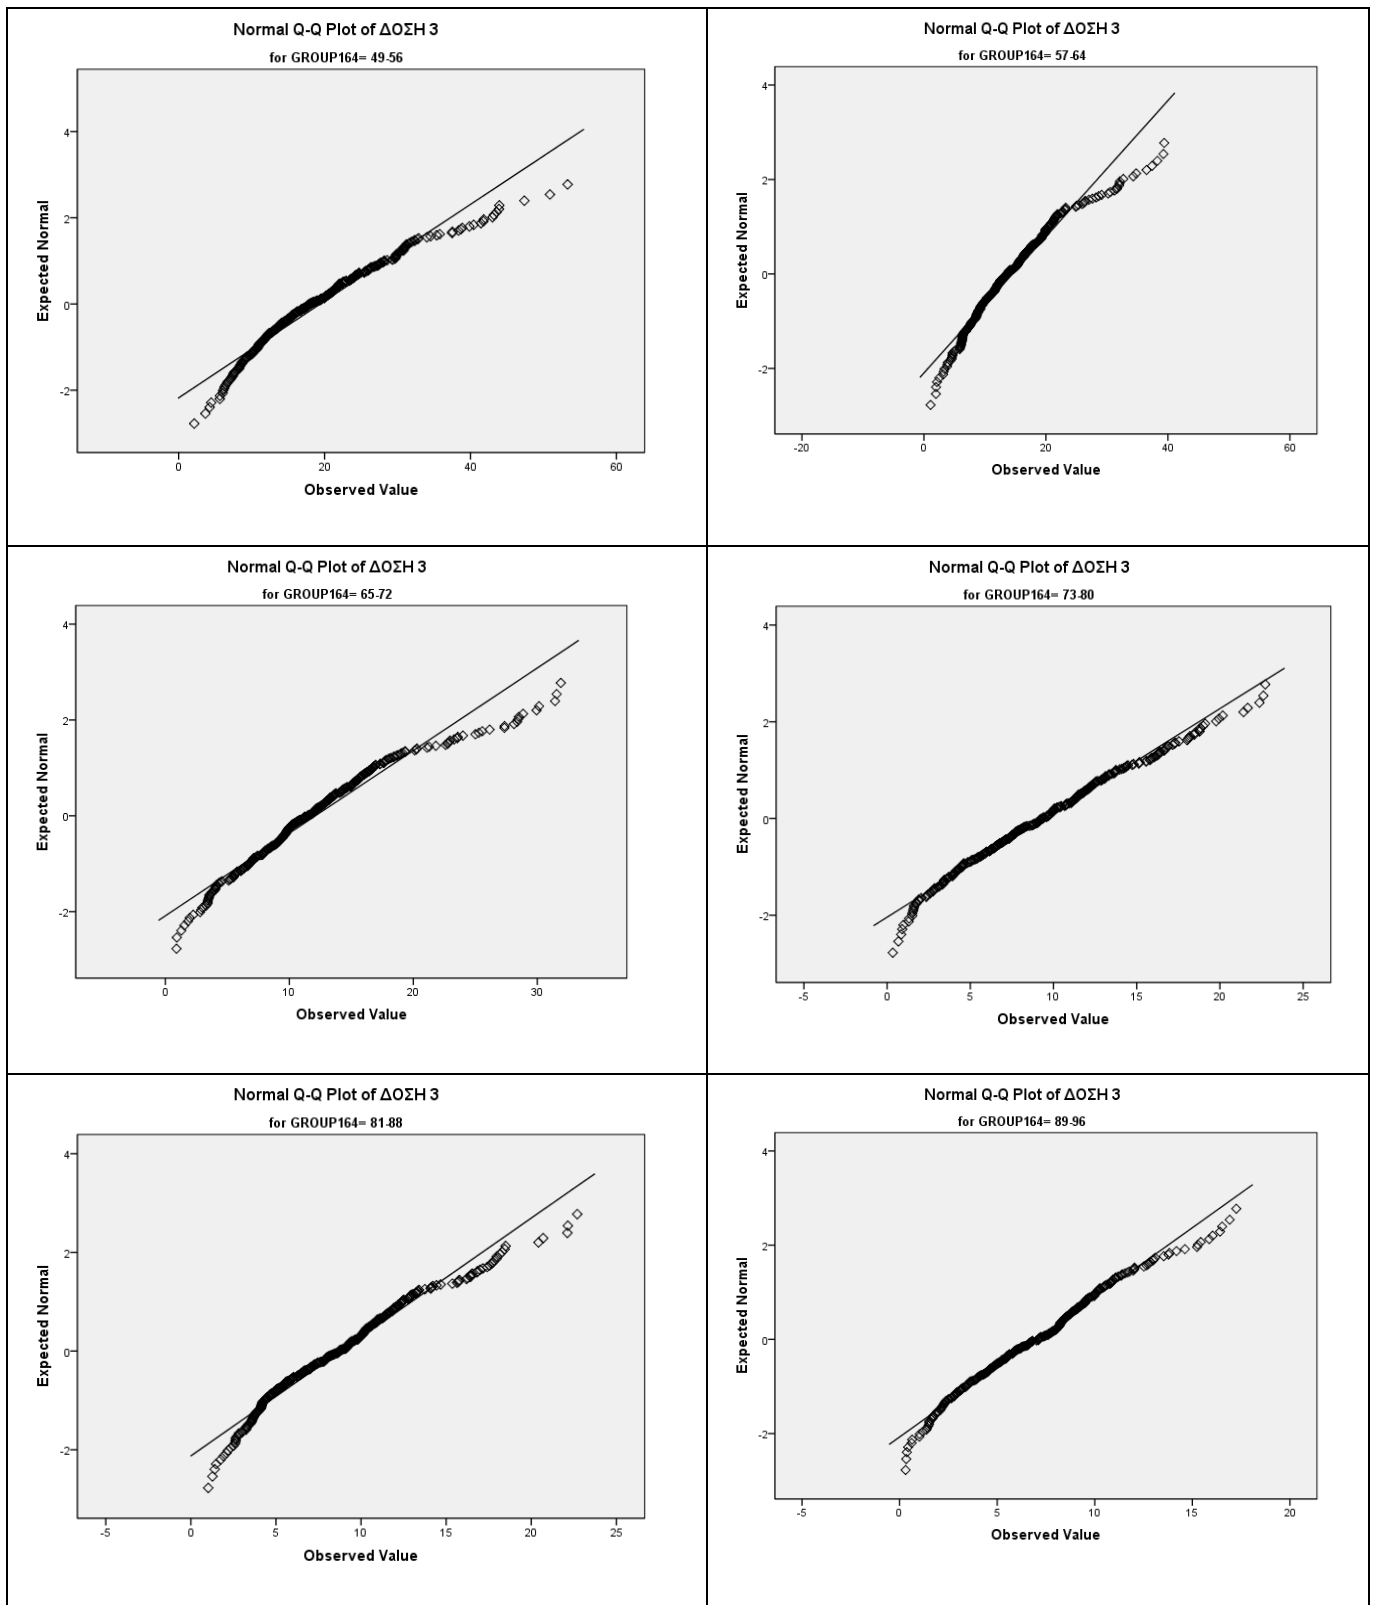 Normal Q-Q Plot of ΔΟΣΗ 3
for GROUP164= 49-56
Expected Normal
4
2
0
-2
0 20 40 60
Observed Value
Normal Q-Q Plot of ΔΟΣΗ 3
for GROUP164= 57-64
Expected Normal
4
2
0
-2
-20 0 20 40 60
Observed Value
Normal Q-Q Plot of ΔΟΣΗ 3
for GROUP164= 65-72
Expected Normal
4
2
0
-2
0 10 20 30
Observed Value
Normal Q-Q Plot of ΔΟΣΗ 3
for GROUP164= 73-80
Expected Normal
4
2
0
-2
-5 0 5 10 15 20 25
Observed Value
Normal Q-Q Plot of ΔΟΣΗ 3
for GROUP164= 81-88
Expected Normal
4
2
0
-2
-5 0 5 10 15 20 25
Observed Value
Normal Q-Q Plot of ΔΟΣΗ 3
for GROUP164= 89-96
Expected Normal
4
2
0
-2
-5 0 5 10 15 20
Observed Value